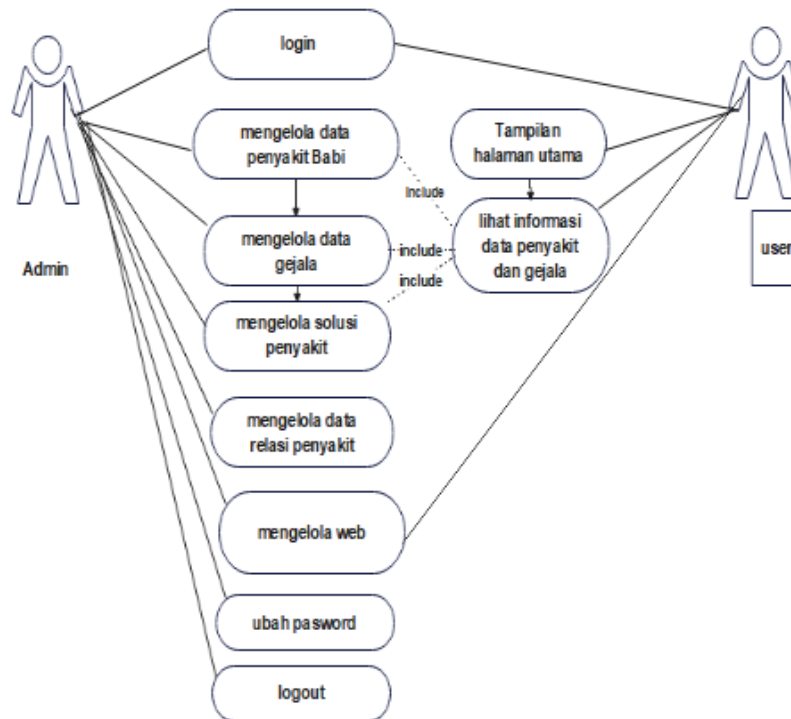 login
mengelola data
penyakit Babi
Tampilan
halaman utama
include
lihat informasi
data penyakit
dan gejala
mengelola data
gejala
include
include
Admin
user
mengelola solusi
penyakit
mengelola data
relasi penyakit
mengelola web
ubah pasword
logout